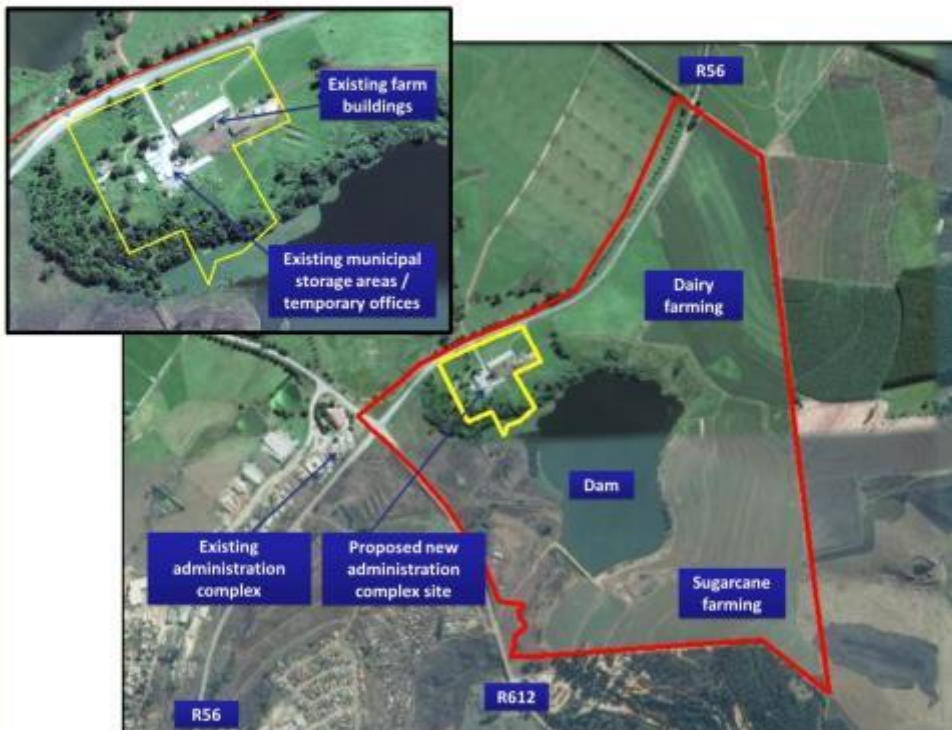 Existing farm
buildings
Existing municipal
storage areas /
temporary offices
R56
Dairy
farming
Dam
Existing
administration
complex
Proposed new
administration
complex site
Sugarcane
farming
R56
R612